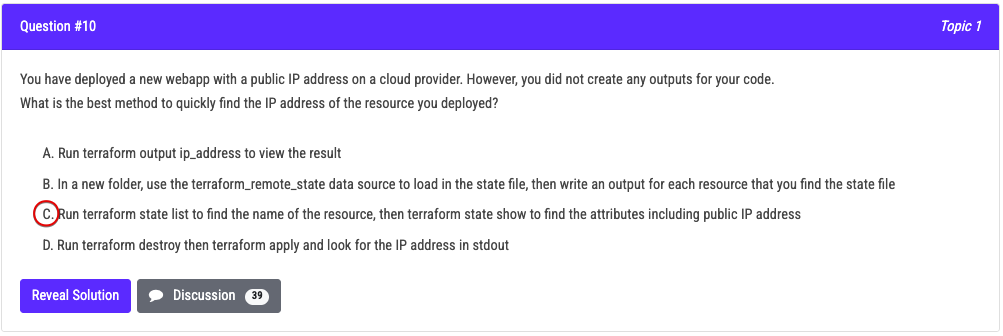 Question #10
Topic 1
You have deployed a new webapp with a public IP address on a cloud provider. However, you did not create any outputs for your code.
What is the best method to quickly find the IP address of the resource you deployed?
A. Run terraform output ip_address to view the result
B. In a new folder, use the terraform_remote_state data source to load in the state file, then write an output for each resource that you find the state file
C. Run terraform state list to find the name of the resource, then terraform state show to find the attributes including public IP address
D. Run terraform destroy then terraform apply and look for the IP address in stdout
Reveal Solution
Discussion 39